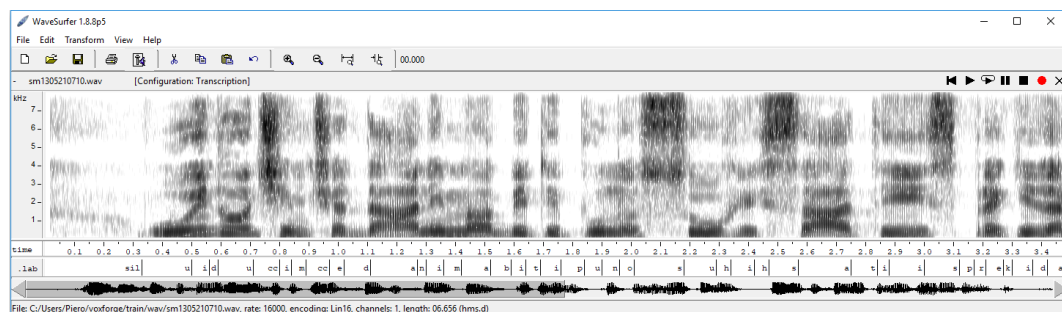 WaveSurfer 1.8.8p5
File Edit Transform View Help
00.000
- sm1305210710.wav [Configuration: Transcription]
kHz
7
6
5
4
3
2
1
time 0.1 0.2 0.3 0.4 0.5 0.6 0.7 0.8 0.9 1.0 1.1 1.2 1.3 1.4 1.5 1.6 1.7 1.8 1.9 2.0 2.1 2.2 2.3 2.4 2.5 2.6 2.7 2.8 2.9 3.0 3.1 3.2 3.3 3.4
.lab sil u i d u cc i m cc e d a n i m a b i t i p u n o s u h i h s a t i i s p r e k i d a
File: C:/Users/Piero/voxforge/train/wav/sm1305210710.wav, rate: 16000, encoding: Lin16, channels: 1, length: 06.656 (hms.d)